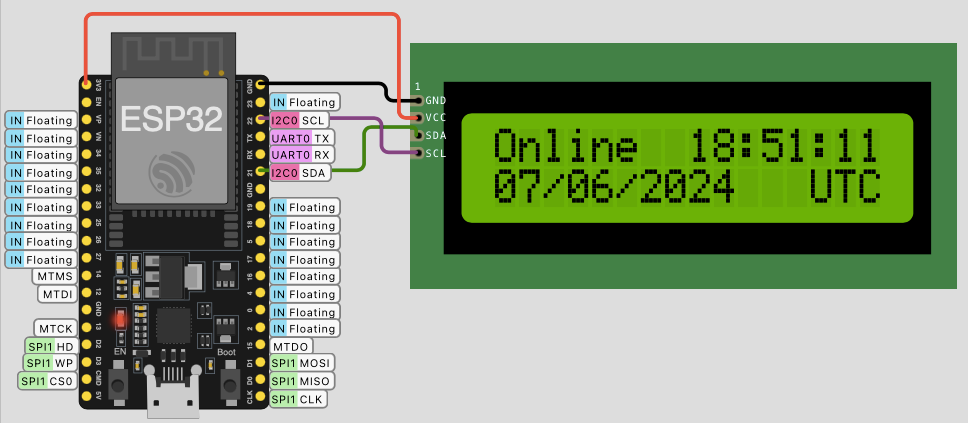 ESP32
3V3
EN
VP
VN
34
35
32
33
25
26
27
14
12
GND
13
D2
D3
CMD
5V
GND
23
22
TX
RX
21
GND
19
18
5
17
16
4
0
2
15
D1
D0
CLK
EN
Boot
IN Floating
IN Floating
IN Floating
IN Floating
IN Floating
IN Floating
IN Floating
IN Floating
IN Floating
MTMS
MTDI
MTCK
SPI1 HD
SPI1 WP
SPI1 CS0
IN Floating
I2C0 SCL
UART0 TX
UART0 RX
I2C0 SDA
IN Floating
IN Floating
IN Floating
IN Floating
IN Floating
IN Floating
IN Floating
IN Floating
MTDO
SPI1 MOSI
SPI1 MISO
SPI1 CLK
1
GND
VCC
SDA
SCL
Online 18:51:11
07/06/2024 UTC